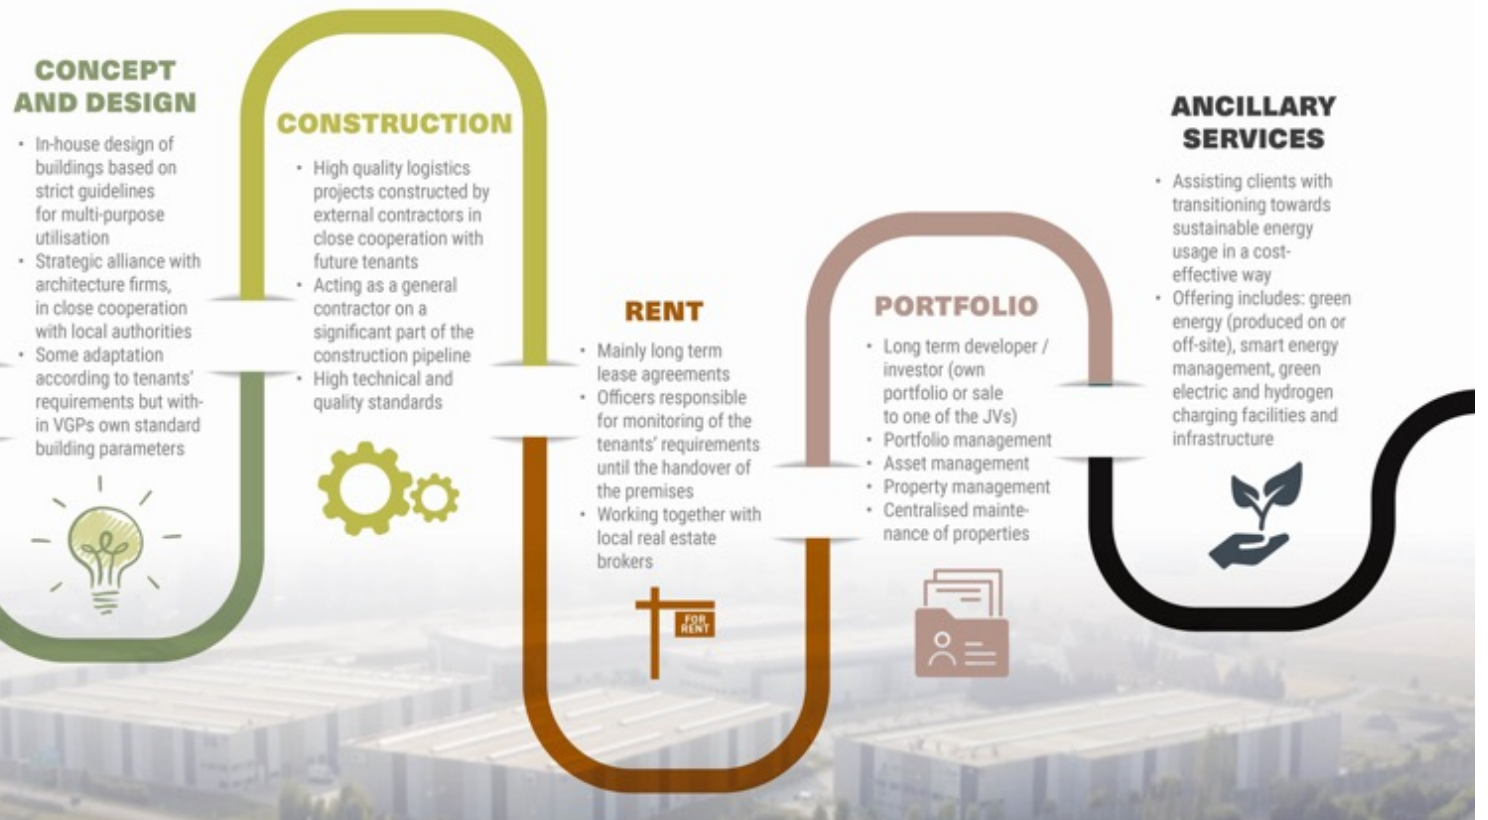 CONCEPT
AND DESIGN
• In-house design of
buildings based on
strict guidelines
for multi-purpose
utilisation
• Strategic alliance with
architecture firms,
in close cooperation
with local authorities
• Some adaptation
according to tenants'
requirements but with-
in VGPs own standard
building parameters
CONSTRUCTION
• High quality logistics
projects constructed by
external contractors in
close cooperation with
future tenants
• Acting as a general
contractor on a
significant part of the
construction pipeline
• High technical and
quality standards
RENT
• Mainly long term
lease agreements
• Officers responsible
for monitoring of the
tenants' requirements
until the handover of
the premises
• Working together with
local real estate
brokers
FOR
RENT
PORTFOLIO
• Long term developer /
investor (own
portfolio or sale
to one of the JVs)
• Portfolio management
• Asset management
• Property management
• Centralised mainte-
nance of properties
ANCILLARY
SERVICES
• Assisting clients with
transitioning towards
sustainable energy
usage in a cost-
effective way
• Offering includes: green
energy (produced on or
off-site), smart energy
management, green
electric and hydrogen
charging facilities and
infrastructure